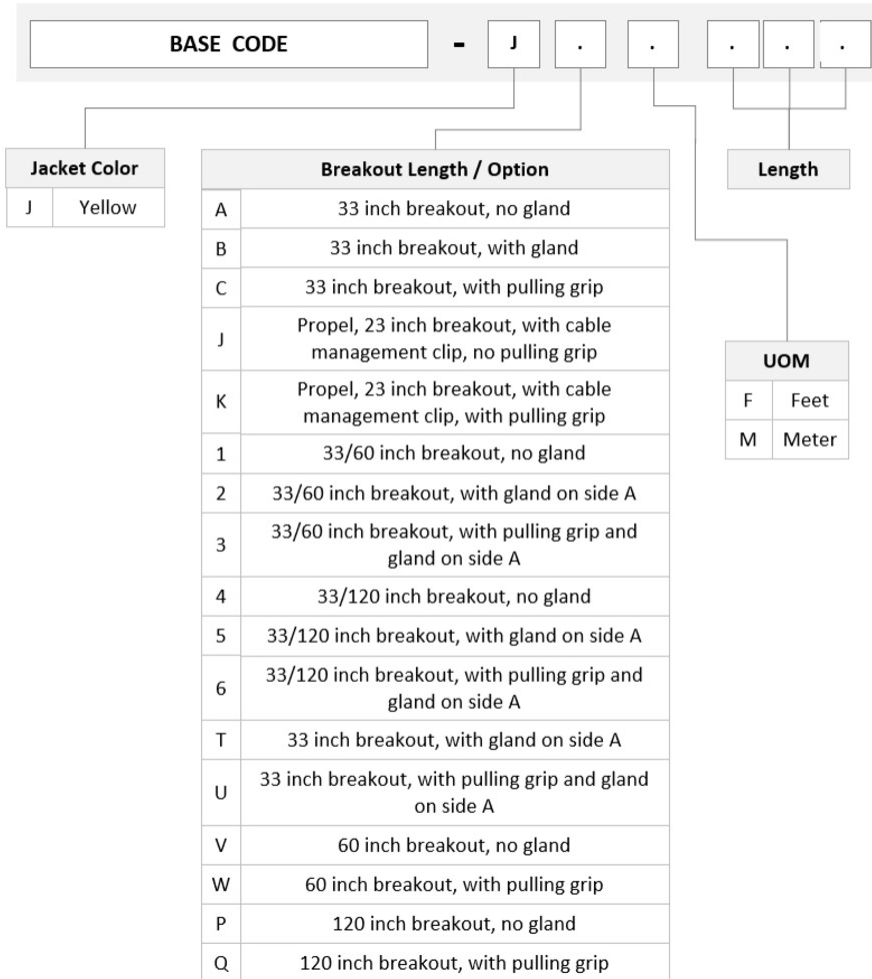 BASE CODE - J . . . . .
Jacket Color
J Yellow
Breakout Length / Option
A 33 inch breakout, no gland
B 33 inch breakout, with gland
C 33 inch breakout, with pulling grip
J Propel, 23 inch breakout, with cable
management clip, no pulling grip
K Propel, 23 inch breakout, with cable
management clip, with pulling grip
1 33/60 inch breakout, no gland
2 33/60 inch breakout, with gland on side A
3 33/60 inch breakout, with pulling grip and
gland on side A
4 33/120 inch breakout, no gland
5 33/120 inch breakout, with gland on side A
6 33/120 inch breakout, with pulling grip and
gland on side A
T 33 inch breakout, with gland on side A
U 33 inch breakout, with pulling grip and gland
on side A
V 60 inch breakout, no gland
W 60 inch breakout, with pulling grip
P 120 inch breakout, no gland
Q 120 inch breakout, with pulling grip
Length
UOM
F Feet
M Meter